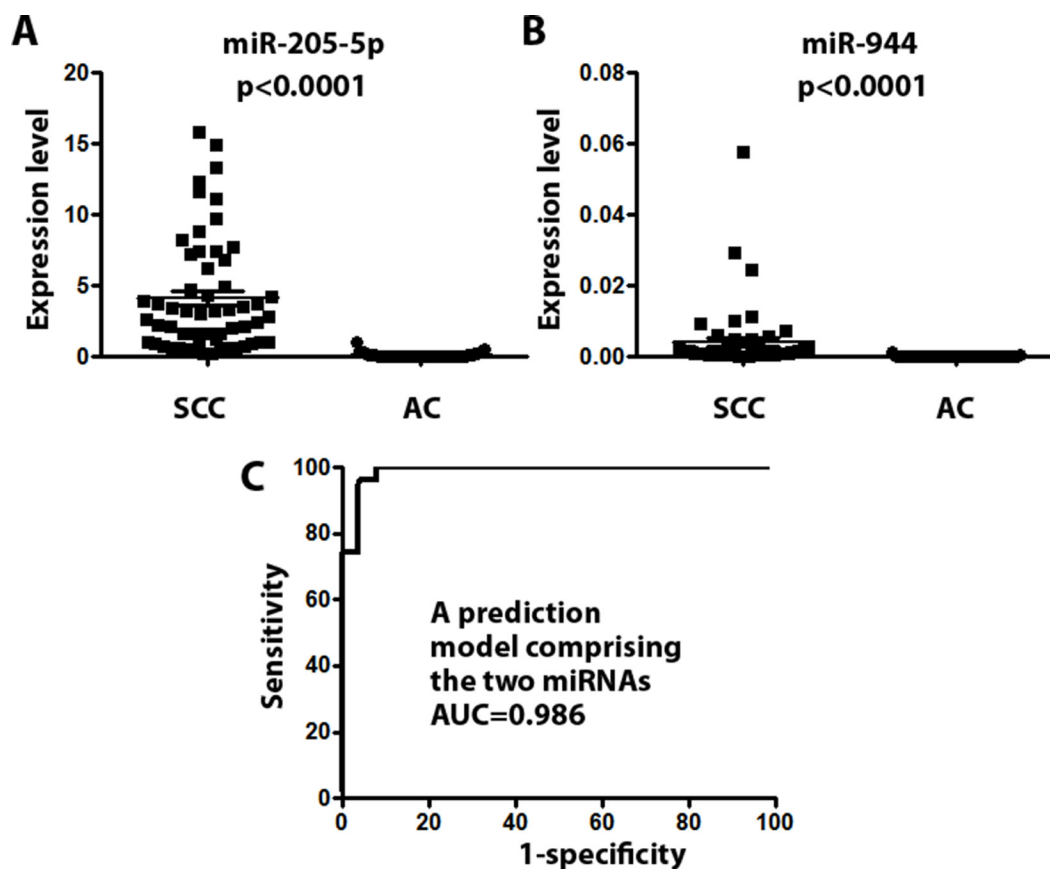 A
miR-205-5p
p<0.0001
Expression level
20
15
10
5
0
SCC
AC
B
miR-944
p<0.0001
Expression level
0.08
0.06
0.04
0.02
0.00
SCC
AC
C
Sensitivity
100
80
60
40
20
0
A prediction
model comprising
the two miRNAs
AUC=0.986
0 20 40 60 80 100
1-specificity